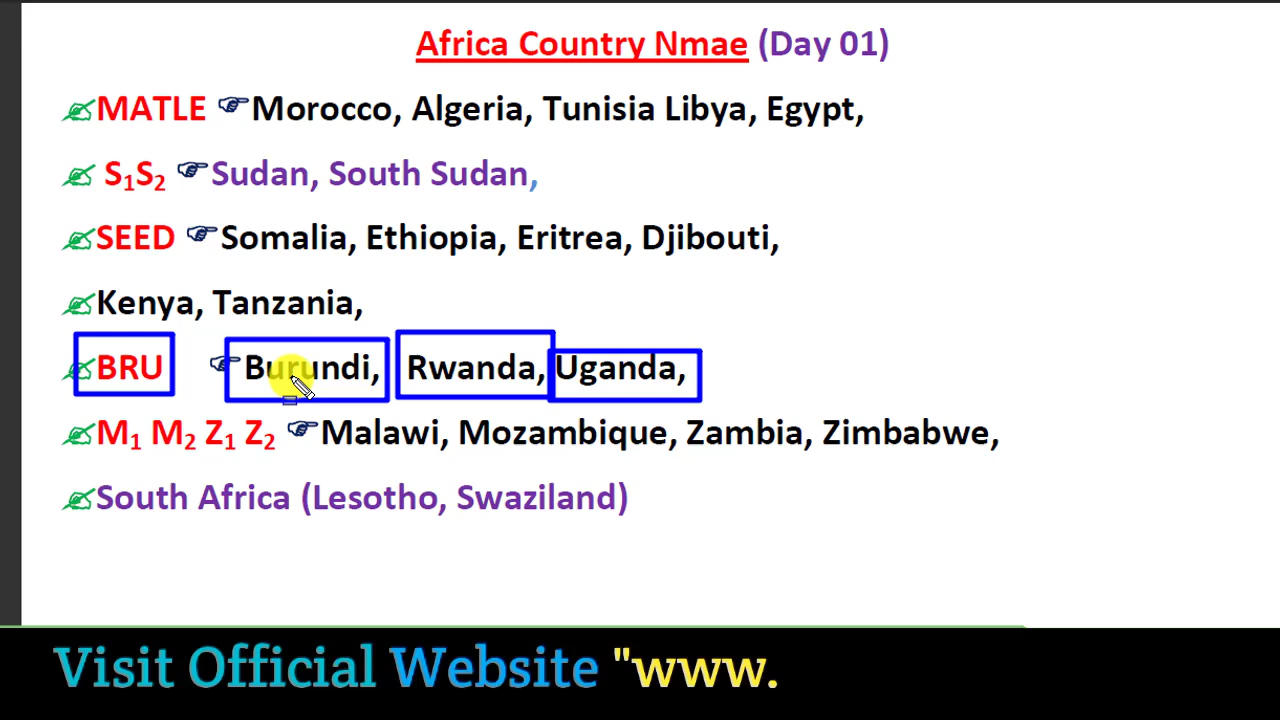 Africa Country Nmae (Day 01)
MATLE Morocco, Algeria, Tunisia Libya, Egypt,
S₁S₂ Sudan, South Sudan,
SEED Somalia, Ethiopia, Eritrea, Djibouti,
Kenya, Tanzania,
BRU Burundi, Rwanda, Uganda,
M₁ M₂ Z₁ Z₂ Malawi, Mozambique, Zambia, Zimbabwe,
South Africa (Lesotho, Swaziland)
Visit Official Website "www.